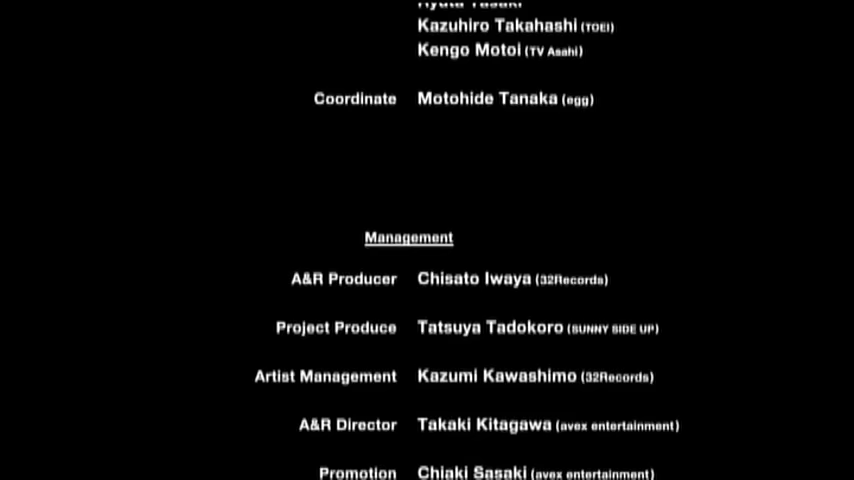 Kazuhiro Takahashi (TOEI)
Kengo Motoi (TV Asahi)
Coordinate Motohide Tanaka (egg)
Management
A&R Producer Chisato Iwaya (32Records)
Project Produce Tatsuya Tadokoro (SUNNY SIDE UP)
Artist Management Kazumi Kawashimo (32Records)
A&R Director Takaki Kitagawa (avex entertainment)
Promotion Chiaki Sasaki (avex entertainment)